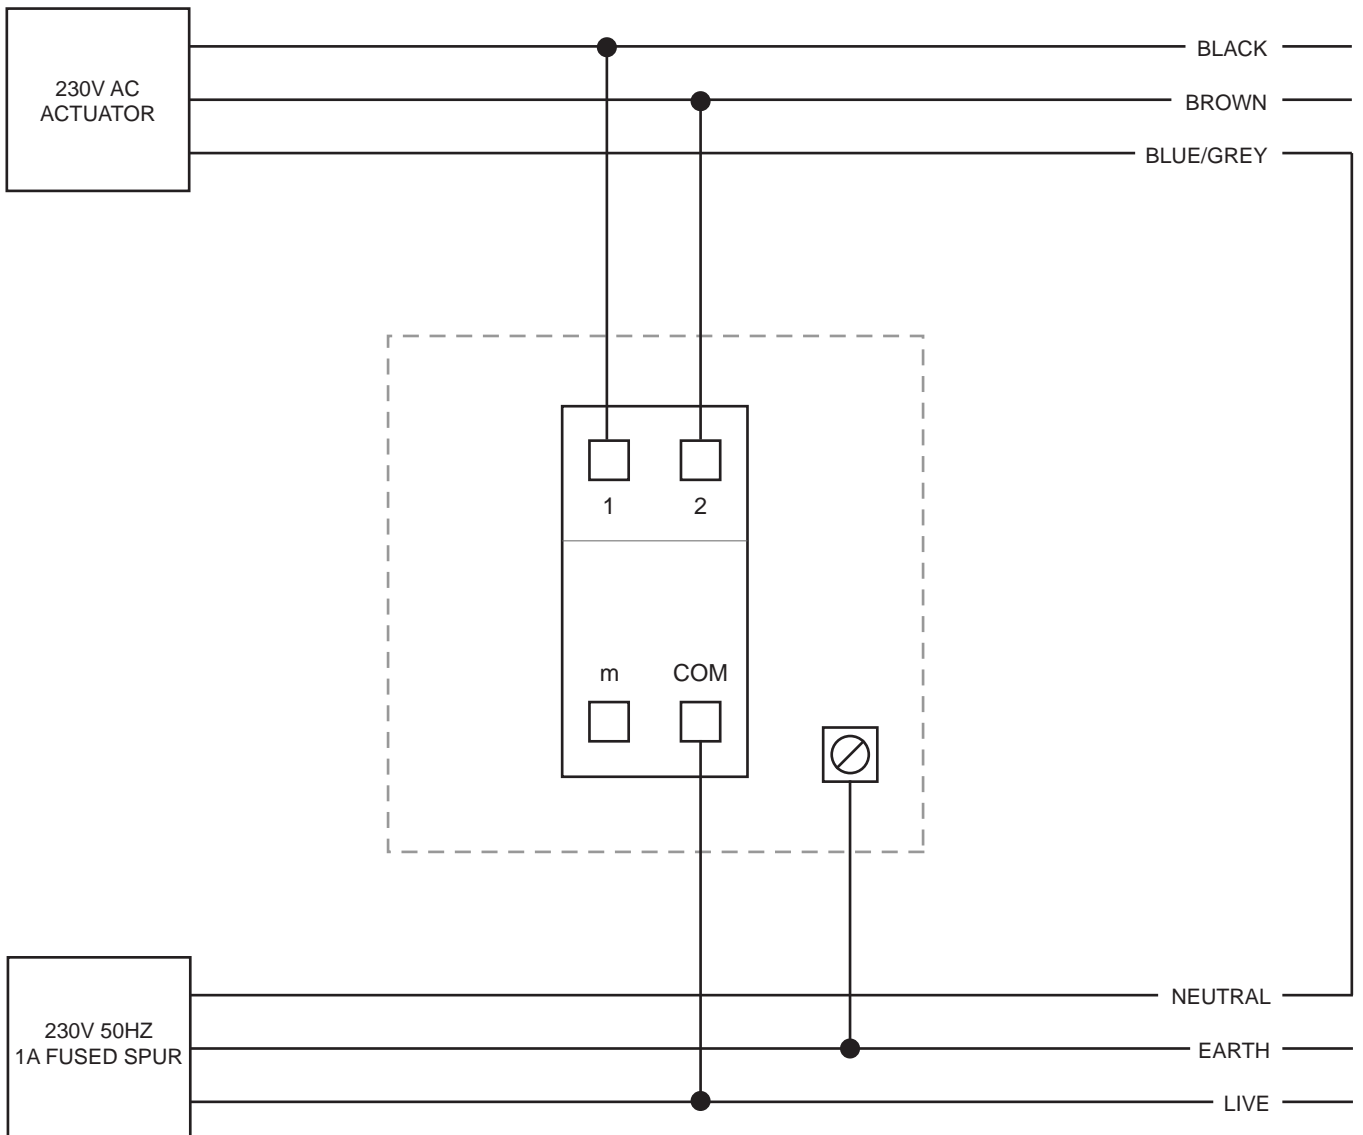 BLACK
230V AC
ACTUATOR
BROWN
BLUE/GREY
1 2
m COM
NEUTRAL
230V 50HZ
1A FUSED SPUR
EARTH
LIVE